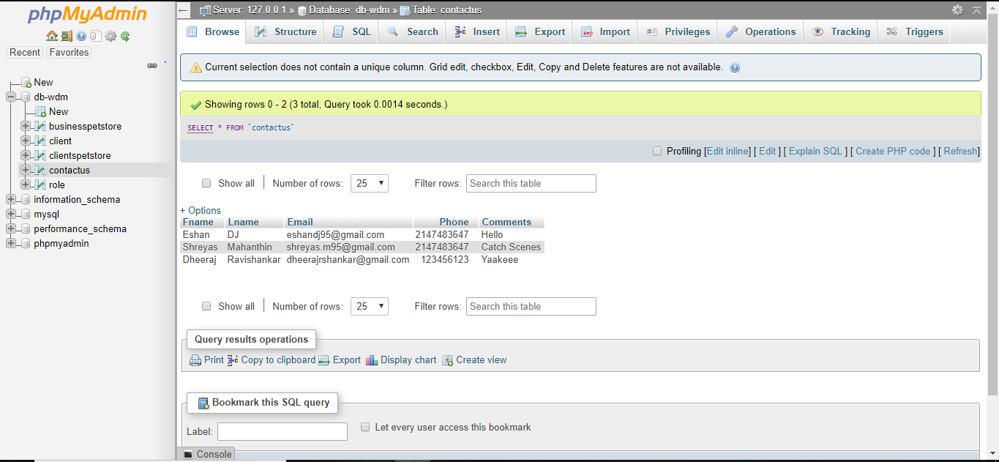 phpMyAdmin
Recent Favorites
New
db-wdm
New
businesspetstore
client
clientspetstore
contactus
role
information_schema
mysql
performance_schema
phpmyadmin
Server: 127.0.0.1 » Database: db-wdm » Table: contactus
Browse Structure SQL Search Insert Export Import Privileges Operations Tracking Triggers
Current selection does not contain a unique column. Grid edit, checkbox, Edit, Copy and Delete features are not available.
Showing rows 0 - 2 (3 total, Query took 0.0014 seconds.)
SELECT * FROM `contactus`
Profiling [Edit inline] [ Edit ] [ Explain SQL ] [ Create PHP code ] [ Refresh]
Show all | Number of rows: 25 Filter rows: Search this table
+ Options
Fname Lname Email Phone Comments
Eshan DJ eshandj95@gmail.com 2147483647 Hello
Shreyas Mahanthin shreyas.m95@gmail.com 2147483647 Catch Scenes
Dheeraj Ravishankar dheerajrshankar@gmail.com 123456123 Yaakeee
Show all | Number of rows: 25 Filter rows: Search this table
Query results operations
Print Copy to clipboard Export Display chart Create view
Bookmark this SQL query
Label: Let every user access this bookmark
Console